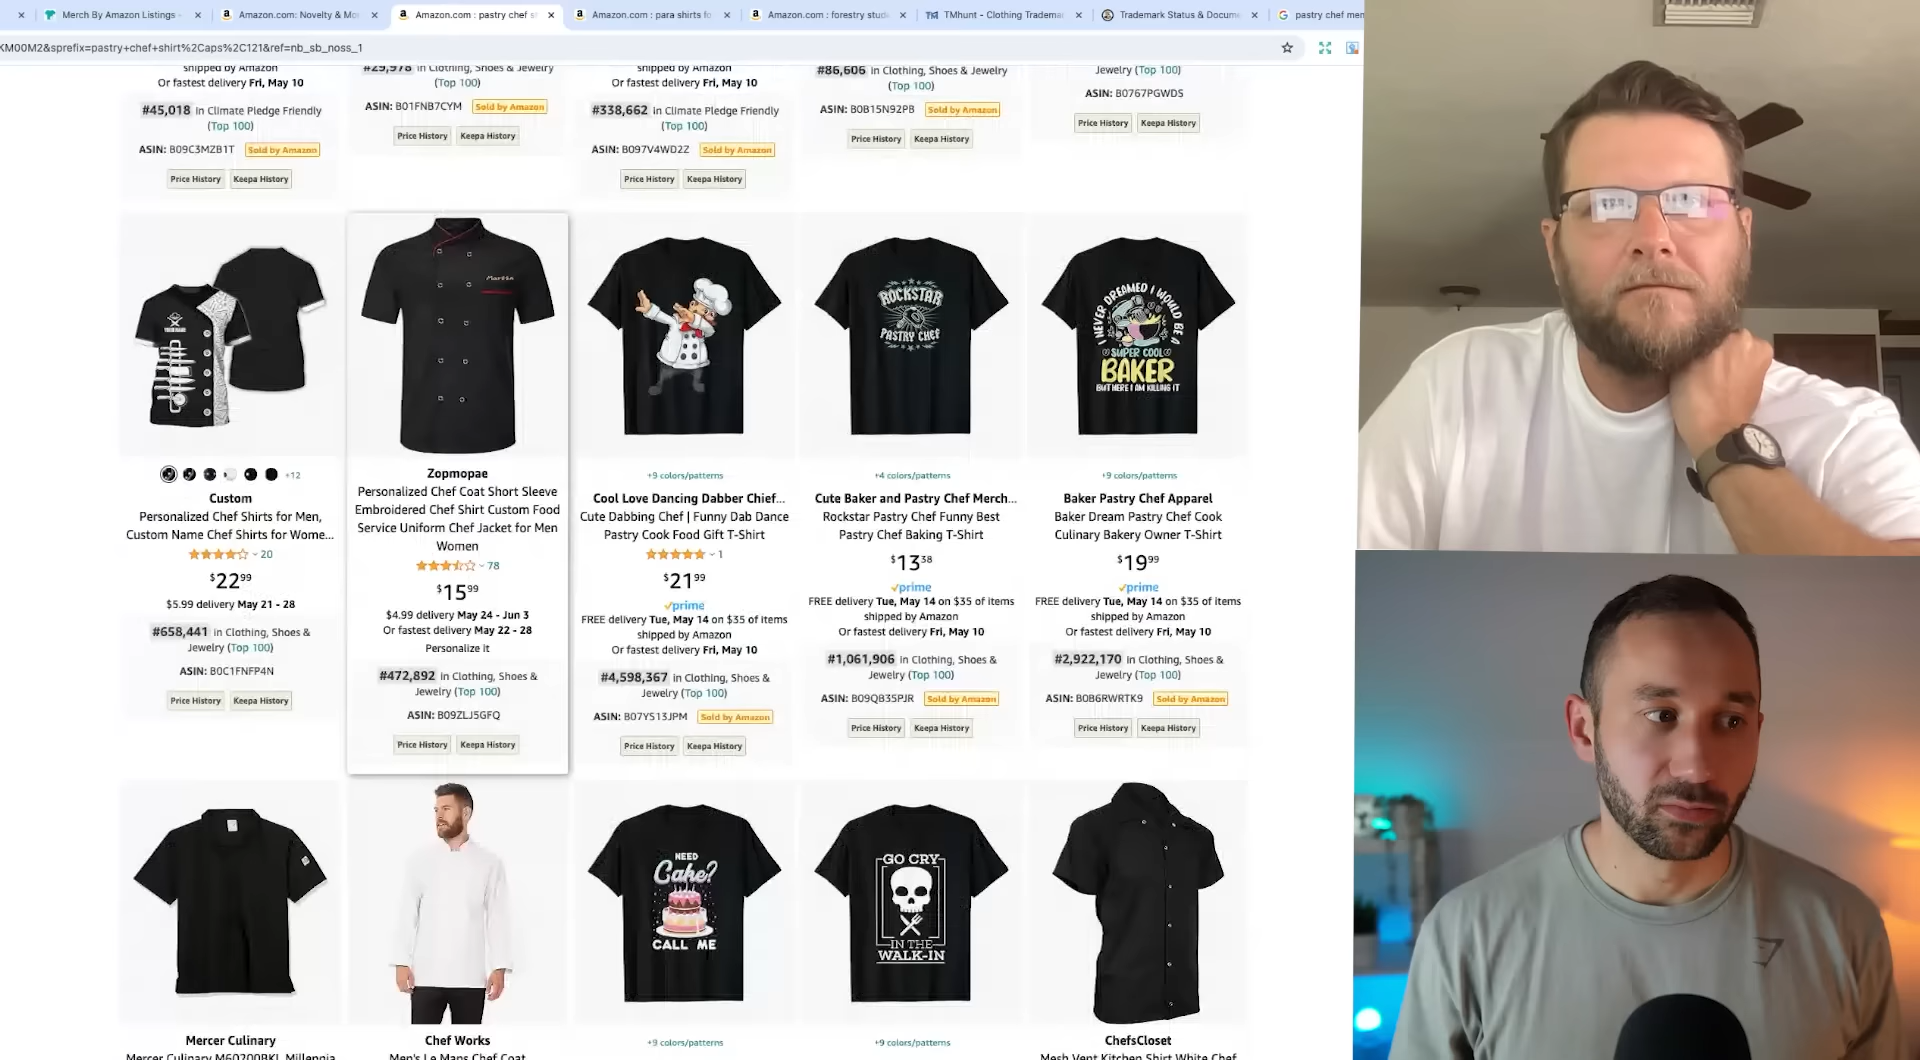 Merch By Amazon Listings -
Amazon.com: Novelty & Mo
Amazon.com : pastry chef s
Amazon.com : para shirts fo
Amazon.com : forestry stud
TMhunt - Clothing Tradema
Trademark Status & Docume
pastry chef men
KM00M2&sprefix=pastry+chef+shirt%2Caps%2C121&ref=nb_sb_noss_1
shipped by Amazon
Or fastest delivery Fri, May 10
#45,018 in Climate Pledge Friendly
(Top 100)
ASIN: B09C3MZB1T Sold by Amazon
Price History Keepa History
#29,978 in Clothing, Shoes & Jewelry
(Top 100)
ASIN: B01FNB7CYM Sold by Amazon
Price History Keepa History
shipped by Amazon
Or fastest delivery Fri, May 10
#338,662 in Climate Pledge Friendly
(Top 100)
ASIN: B097V4WD2Z Sold by Amazon
Price History Keepa History
#86,606 in Clothing, Shoes & Jewelry
(Top 100)
ASIN: B0B15N92PB Sold by Amazon
Price History Keepa History
Jewelry (Top 100)
ASIN: B0767PGWDS
Price History Keepa History
YOUR NAME
+12
Custom
Personalized Chef Shirts for Men,
Custom Name Chef Shirts for Wome...
20
$22.99
$5.99 delivery May 21 - 28
#658,441 in Clothing, Shoes &
Jewelry (Top 100)
ASIN: B0C1FNFP4N
Price History Keepa History
Martin
Zopmopae
Personalized Chef Coat Short Sleeve
Embroidered Chef Shirt Custom Food
Service Uniform Chef Jacket for Men
Women
78
$15.99
$4.99 delivery May 24 - Jun 3
Or fastest delivery May 22 - 28
Personalize it
#472,892 in Clothing, Shoes &
Jewelry (Top 100)
ASIN: B09ZLJ5GFQ
Price History Keepa History
+9 colors/patterns
Cool Love Dancing Dabber Chief...
Cute Dabbing Chef | Funny Dab Dance
Pastry Cook Food Gift T-Shirt
1
$21.99
prime
FREE delivery Tue, May 14 on $35 of items
shipped by Amazon
Or fastest delivery Fri, May 10
#4,598,367 in Clothing, Shoes &
Jewelry (Top 100)
ASIN: B07YS13JPM Sold by Amazon
Price History Keepa History
ROCKSTAR
PASTRY CHEF
+4 colors/patterns
Cute Baker and Pastry Chef Merch...
Rockstar Pastry Chef Funny Best
Pastry Chef Baking T-Shirt
$13.38
prime
FREE delivery Tue, May 14 on $35 of items
shipped by Amazon
Or fastest delivery Fri, May 10
#1,061,906 in Clothing, Shoes &
Jewelry (Top 100)
ASIN: B09QB35PJR Sold by Amazon
Price History Keepa History
I NEVER DREAMED I WOULD BE A
SUPER COOL
BAKER
BUT HERE I AM KILLING IT
+9 colors/patterns
Baker Pastry Chef Apparel
Baker Dream Pastry Chef Cook
Culinary Bakery Owner T-Shirt
$19.99
prime
FREE delivery Tue, May 14 on $35 of items
shipped by Amazon
Or fastest delivery Fri, May 10
#2,922,170 in Clothing, Shoes &
Jewelry (Top 100)
ASIN: B0B6RWRTK9 Sold by Amazon
Price History Keepa History
Mercer Culinary
Mercer Culinary M60200BKL Millennia
Chef Works
Men's Le Mans Chef Coat
NEED
Cake?
CALL ME
+9 colors/patterns
GO CRY
IN THE
WALK-IN
+9 colors/patterns
ChefsCloset
Mesh Vent Kitchen Shirt White Chef